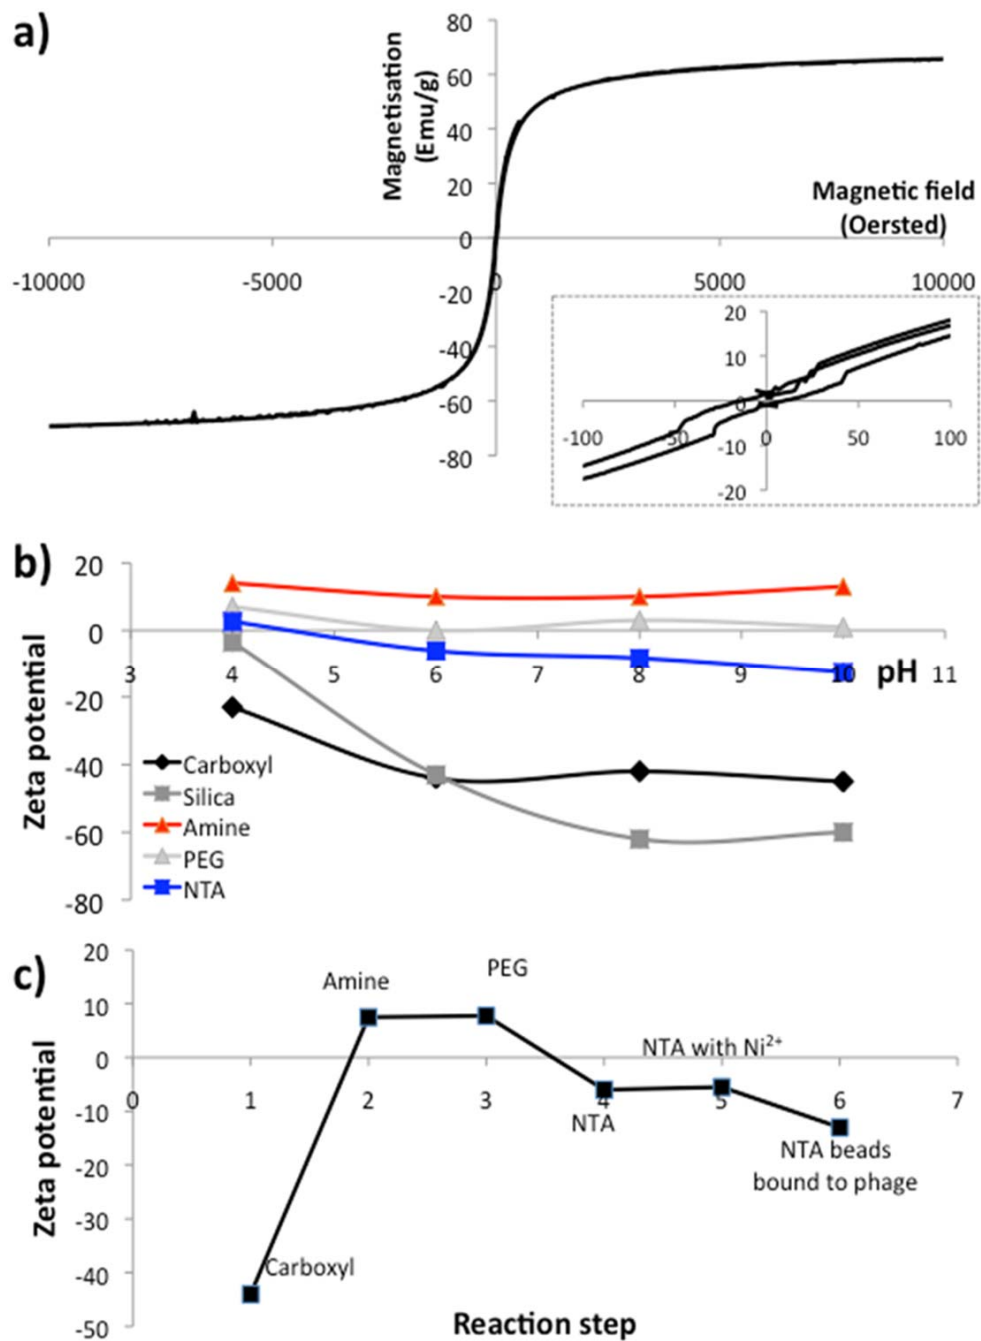 a)
Magnetisation
(Emu/g)
80
60
40
20
0
-20
-40
-60
-80
Magnetic field
(Oersted)
-10000
-5000
0
5000
10000
20
10
0
-10
-20
-100
-50
0
50
100
b)
Zeta potential
20
0
-20
-40
-60
-80
3
4
5
6
7
8
9
10
pH
11
Carboxyl
Silica
Amine
PEG
NTA
c)
Zeta potential
20
10
0
-10
-20
-30
-40
-50
Amine
PEG
NTA with Ni²⁺
0
1
2
3
4
5
6
7
NTA
NTA beads
bound to phage
Carboxyl
Reaction step